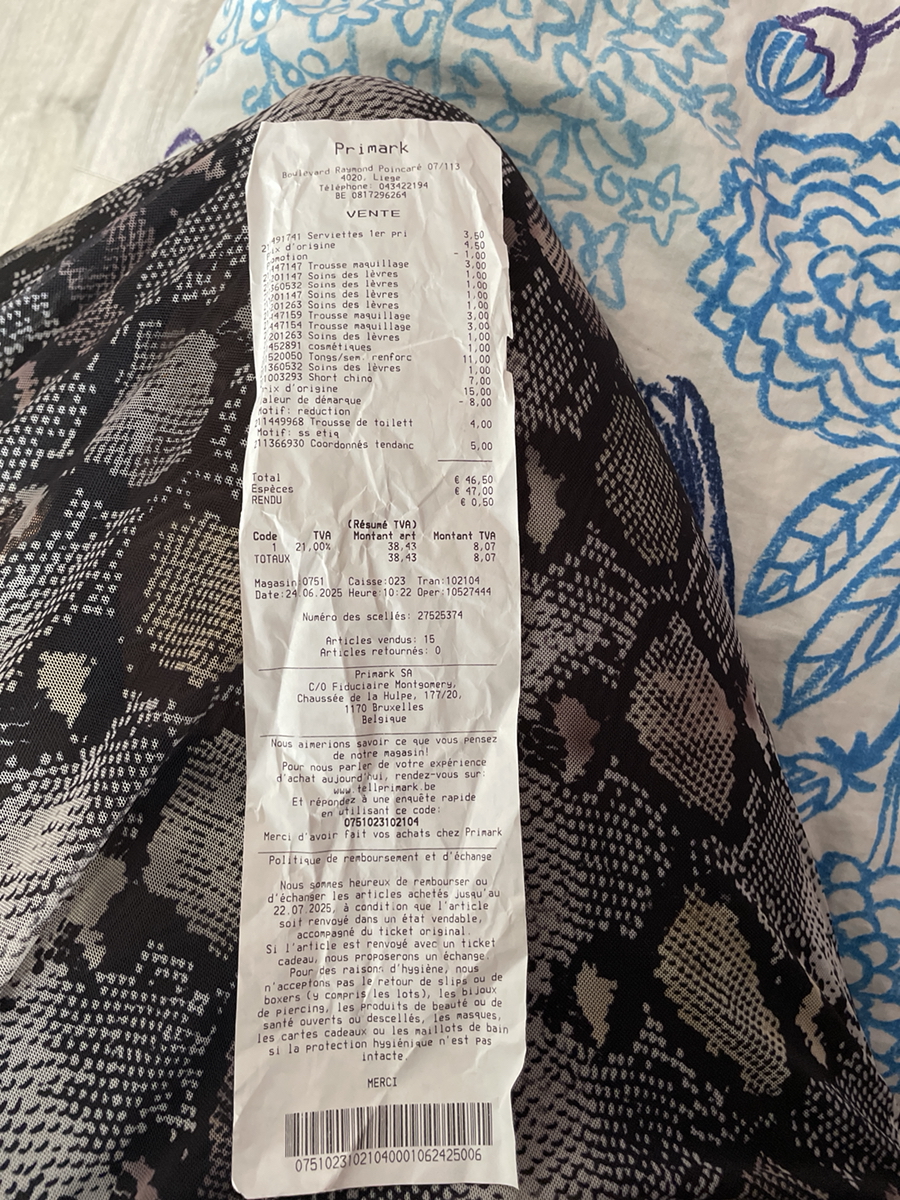 Primark
Boulevard Raymond Poincaré 07/113
4020, Liege
Téléphone: 043422194
BE 0817296264
VENTE
491741 Serviettes 1er pri 3,50
ix d'origine 4,50
omotion - 1,00
447147 Trousse maquillage 3,00
201147 Soins des lèvres 1,00
360532 Soins des lèvres 1,00
201147 Soins des lèvres 1,00
201263 Soins des lèvres 1,00
447159 Trousse maquillage 3,00
447154 Trousse maquillage 3,00
201263 Soins des lèvres 1,00
452891 cosmétiques 1,00
520050 Tongs/sem. renforc 11,00
360532 Soins des lèvres 1,00
1003293 Short chino 7,00
rix d'origine 15,00
aleur de démarque - 8,00
otif: reduction
11449968 Trousse de toilett 4,00
Motif: ss etiq
11366930 Coordonnés tendanc 5,00
Total € 46,50
Espèces € 47,00
RENDU € 0,50
(Résumé TVA)
Code TVA Montant art Montant TVA
1 21,00% 38,43 8,07
TOTAUX 38,43 8,07
Magasin:0751 Caisse:023 Tran:102104
Date:24.06.2025 Heure:10:22 Oper:10527444
Numéro des scellés: 27525374
Articles vendus: 15
Articles retournés: 0
Primark SA
C/O Fiduciaire Montgomery,
Chaussée de la Hulpe, 177/20,
1170 Bruxelles
Belgique
Nous aimerions savoir ce que vous pensez
de notre magasin!
Pour nous parler de votre expérience
d'achat aujourd'hui, rendez-vous sur:
www.tellprimark.be
Et répondez à une enquête rapide
en utilisant ce code:
0751023102104
Merci d'avoir fait vos achats chez Primark
Politique de remboursement et d'échange
Nous sommes heureux de rembourser ou
d'échanger les articles achetés jusqu'au
22.07.2025, à condition que l'article
soit renvoyé dans un état vendable,
accompagné du ticket original.
Si l'article est renvoyé avec un ticket
cadeau, nous proposerons un échange.
Pour des raisons d'hygiène, nous
n'acceptons pas le retour de slips ou de
boxers (y compris les lots), les bijoux
de piercing, les produits de beauté ou de
santé ouverts ou descellés, les masques,
les cartes cadeaux ou les maillots de bain
si la protection hygiénique n'est pas
intacte.
MERCI
07510231021040001062425006